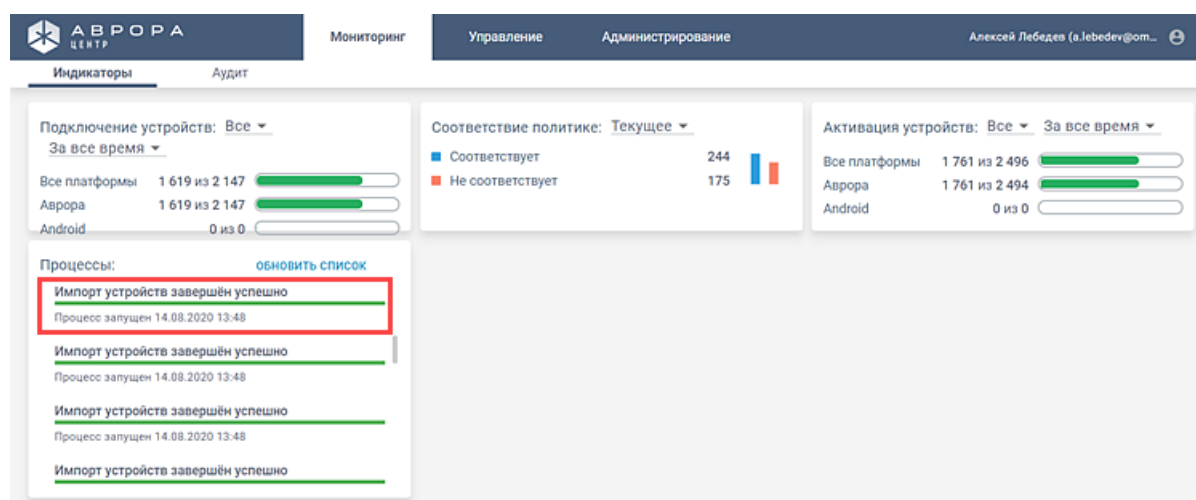 АВРОРА
ЦЕНТР
Мониторинг
Управление
Администрирование
Алексей Лебедев (a.lebedev@om...
Индикаторы
Аудит
Подключение устройств: Все
За все время
Все платформы 1 619 из 2 147
Аврора 1 619 из 2 147
Android 0 из 0
Соответствие политике: Текущее
Соответствует 244
Не соответствует 175
Активация устройств: Все За все время
Все платформы 1 761 из 2 496
Аврора 1 761 из 2 494
Android 0 из 0
Процессы: ОБНОВИТЬ СПИСОК
Импорт устройств завершён успешно
Процесс запущен 14.08.2020 13:48
Импорт устройств завершён успешно
Процесс запущен 14.08.2020 13:48
Импорт устройств завершён успешно
Процесс запущен 14.08.2020 13:48
Импорт устройств завершён успешно